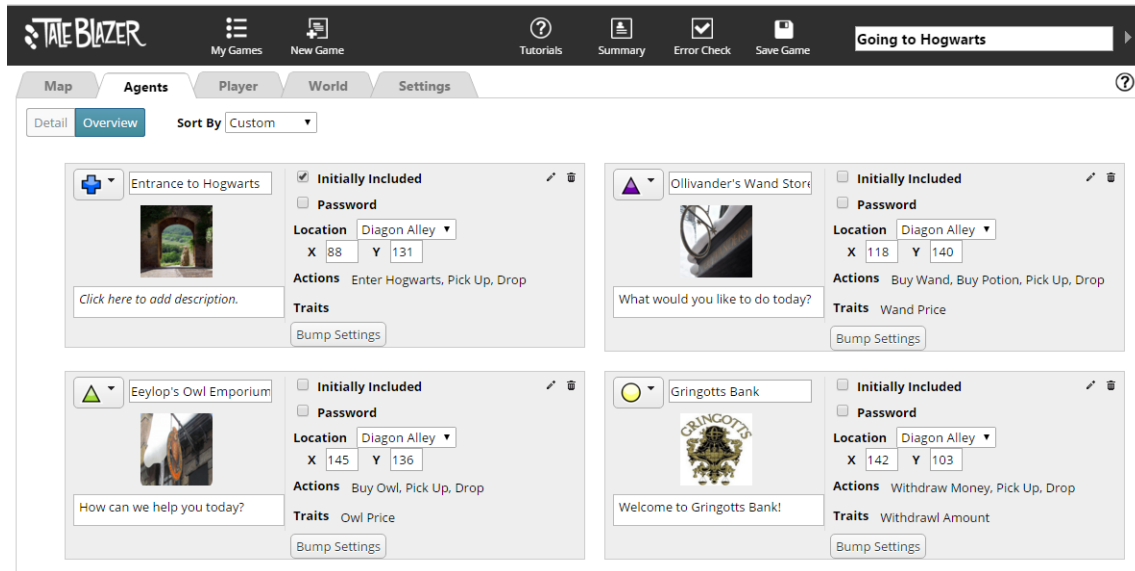 TALEBLAZER
My Games
New Game
Tutorials
Summary
Error Check
Save Game
Going to Hogwarts
Map
Agents
Player
World
Settings
Detail
Overview
Sort By Custom
Entrance to Hogwarts
Initially Included
Password
Location Diagon Alley
X 88 Y 131
Actions Enter Hogwarts, Pick Up, Drop
Click here to add description.
Traits
Bump Settings
Ollivander's Wand Store
Initially Included
Password
Location Diagon Alley
X 118 Y 140
Actions Buy Wand, Buy Potion, Pick Up, Drop
What would you like to do today?
Traits Wand Price
Bump Settings
Eeylop's Owl Emporium
Initially Included
Password
Location Diagon Alley
X 145 Y 136
Actions Buy Owl, Pick Up, Drop
How can we help you today?
Traits Owl Price
Bump Settings
Gringotts Bank
Initially Included
Password
GRINGOTTS
Location Diagon Alley
X 142 Y 103
Actions Withdraw Money, Pick Up, Drop
Welcome to Gringotts Bank!
Traits Withdrawl Amount
Bump Settings